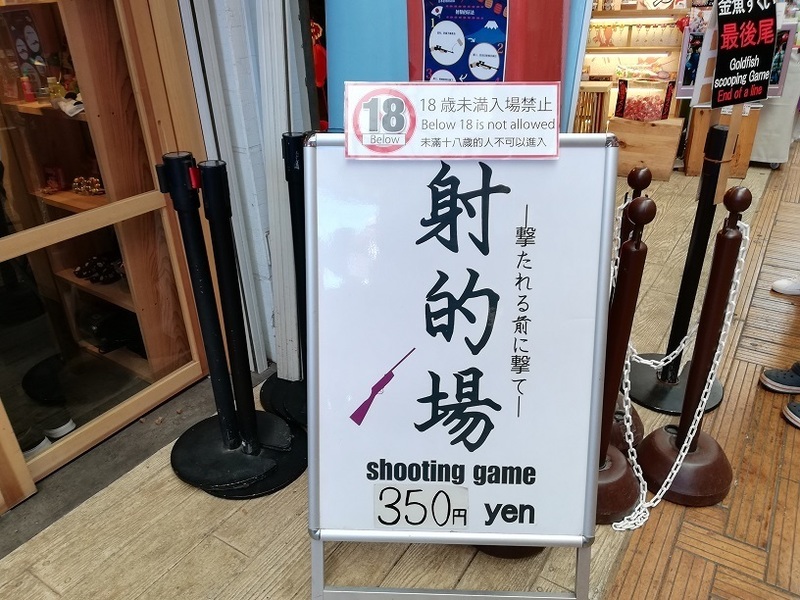 18
Below
18歳未満入場禁止
Below 18 is not allowed
未滿十八歲的人不可以進入
射的場
―撃たれる前に撃て―
shooting game
350円 yen
金魚すくい
最後尾
Goldfish
scooping Game
End of a line